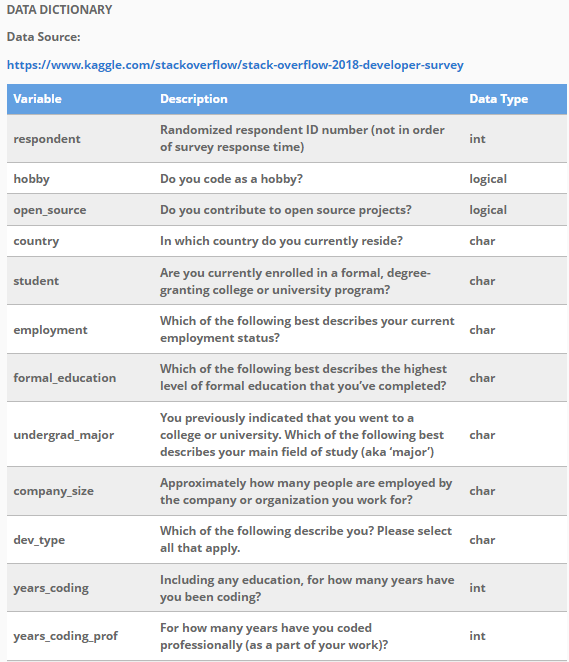 DATA DICTIONARY
Data Source:
https://www.kaggle.com/stackoverflow/stack-overflow-2018-developer-survey
Variable Description Data Type
respondent Randomized respondent ID number (not in order int
of survey response time)
hobby Do you code as a hobby? logical
open_source Do you contribute to open source projects? logical
country In which country do you currently reside? char
student Are you currently enrolled in a formal, degree- char
granting college or university program?
employment Which of the following best describes your current char
employment status?
formal_education Which of the following best describes the highest char
level of formal education that you’ve completed?
undergrad_major You previously indicated that you went to a char
college or university. Which of the following best
describes your main field of study (aka ‘major’)
company_size Approximately how many people are employed by char
the company or organization you work for?
dev_type Which of the following describe you? Please select char
all that apply.
years_coding Including any education, for how many years have int
you been coding?
years_coding_prof For how many years have you coded int
professionally (as a part of your work)?